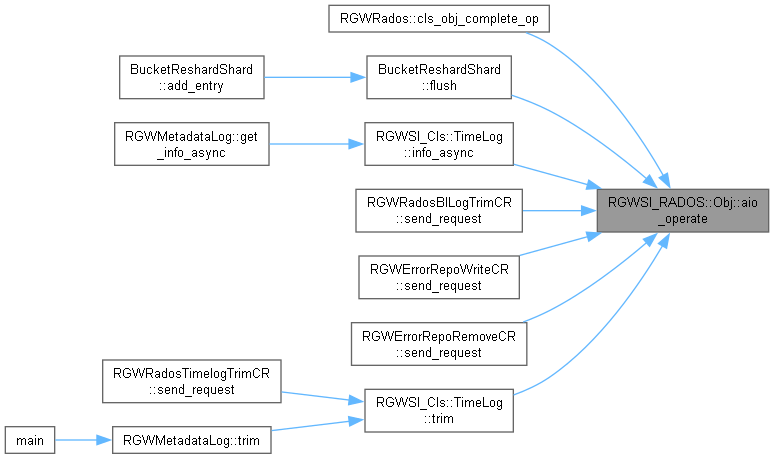 RGWRados::cls_obj_complete_op
BucketReshardShard
::add_entry
BucketReshardShard
::flush
RGWMetadataLog::get
_info_async
RGWSI_Cls::TimeLog
::info_async
RGWRadosBILogTrimCR
::send_request
RGWSI_RADOS::Obj::aio
_operate
RGWErrorRepoWriteCR
::send_request
RGWErrorRepoRemoveCR
::send_request
RGWRadosTimelogTrimCR
::send_request
RGWSI_Cls::TimeLog
::trim
main
RGWMetadataLog::trim